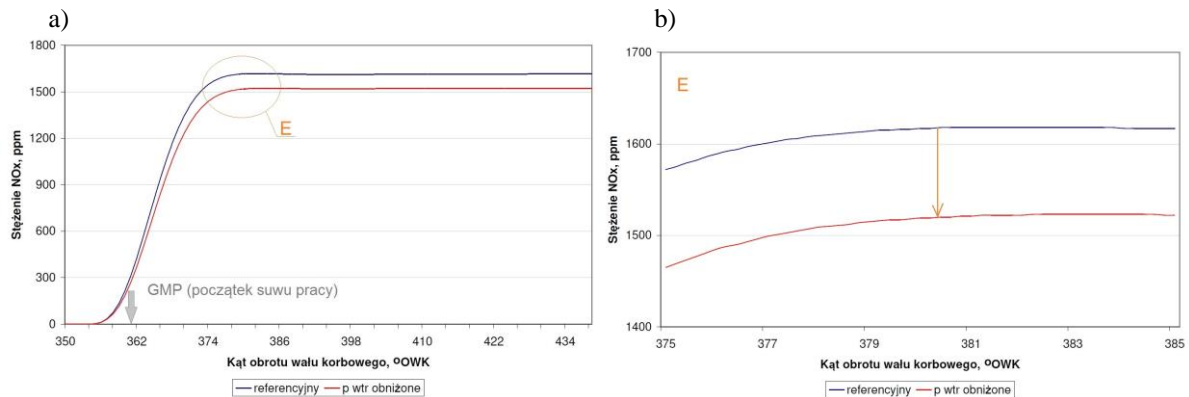 a)
b)
1800
1500
1200
900
600
300
0
Stężenie NOx, ppm
E
GMP (początek suwu pracy)
350 362 374 386 398 410 422 434
Kąt obrotu wału korbowego, ºOWK
referencyjny p wtr obniżone
1700
1600
1500
1400
Stężenie NOx, ppm
E
375 377 379 381 383 385
Kąt obrotu wału korbowego, ºOWK
referencyjny p wtr obniżone